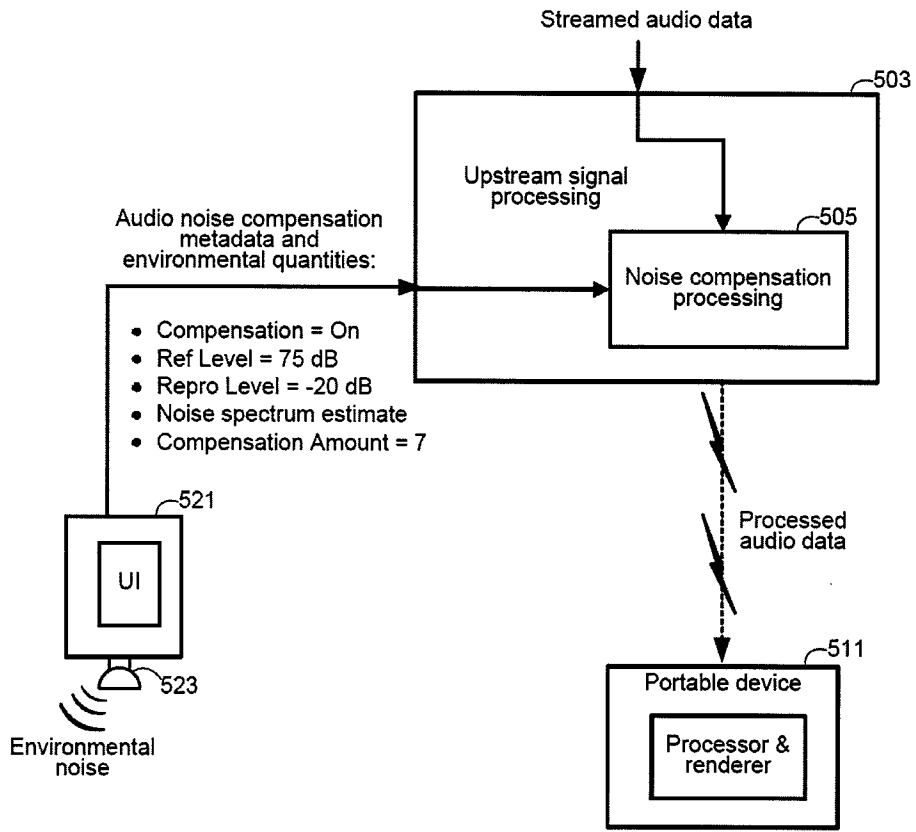 Streamed audio data
503
Upstream signal
processing
505
Noise compensation
processing
Audio noise compensation
metadata and
environmental quantities:
• Compensation = On
• Ref Level = 75 dB
• Repro Level = -20 dB
• Noise spectrum estimate
• Compensation Amount = 7
521
UI
523
Environmental
noise
Processed
audio data
511
Portable device
Processor &
renderer